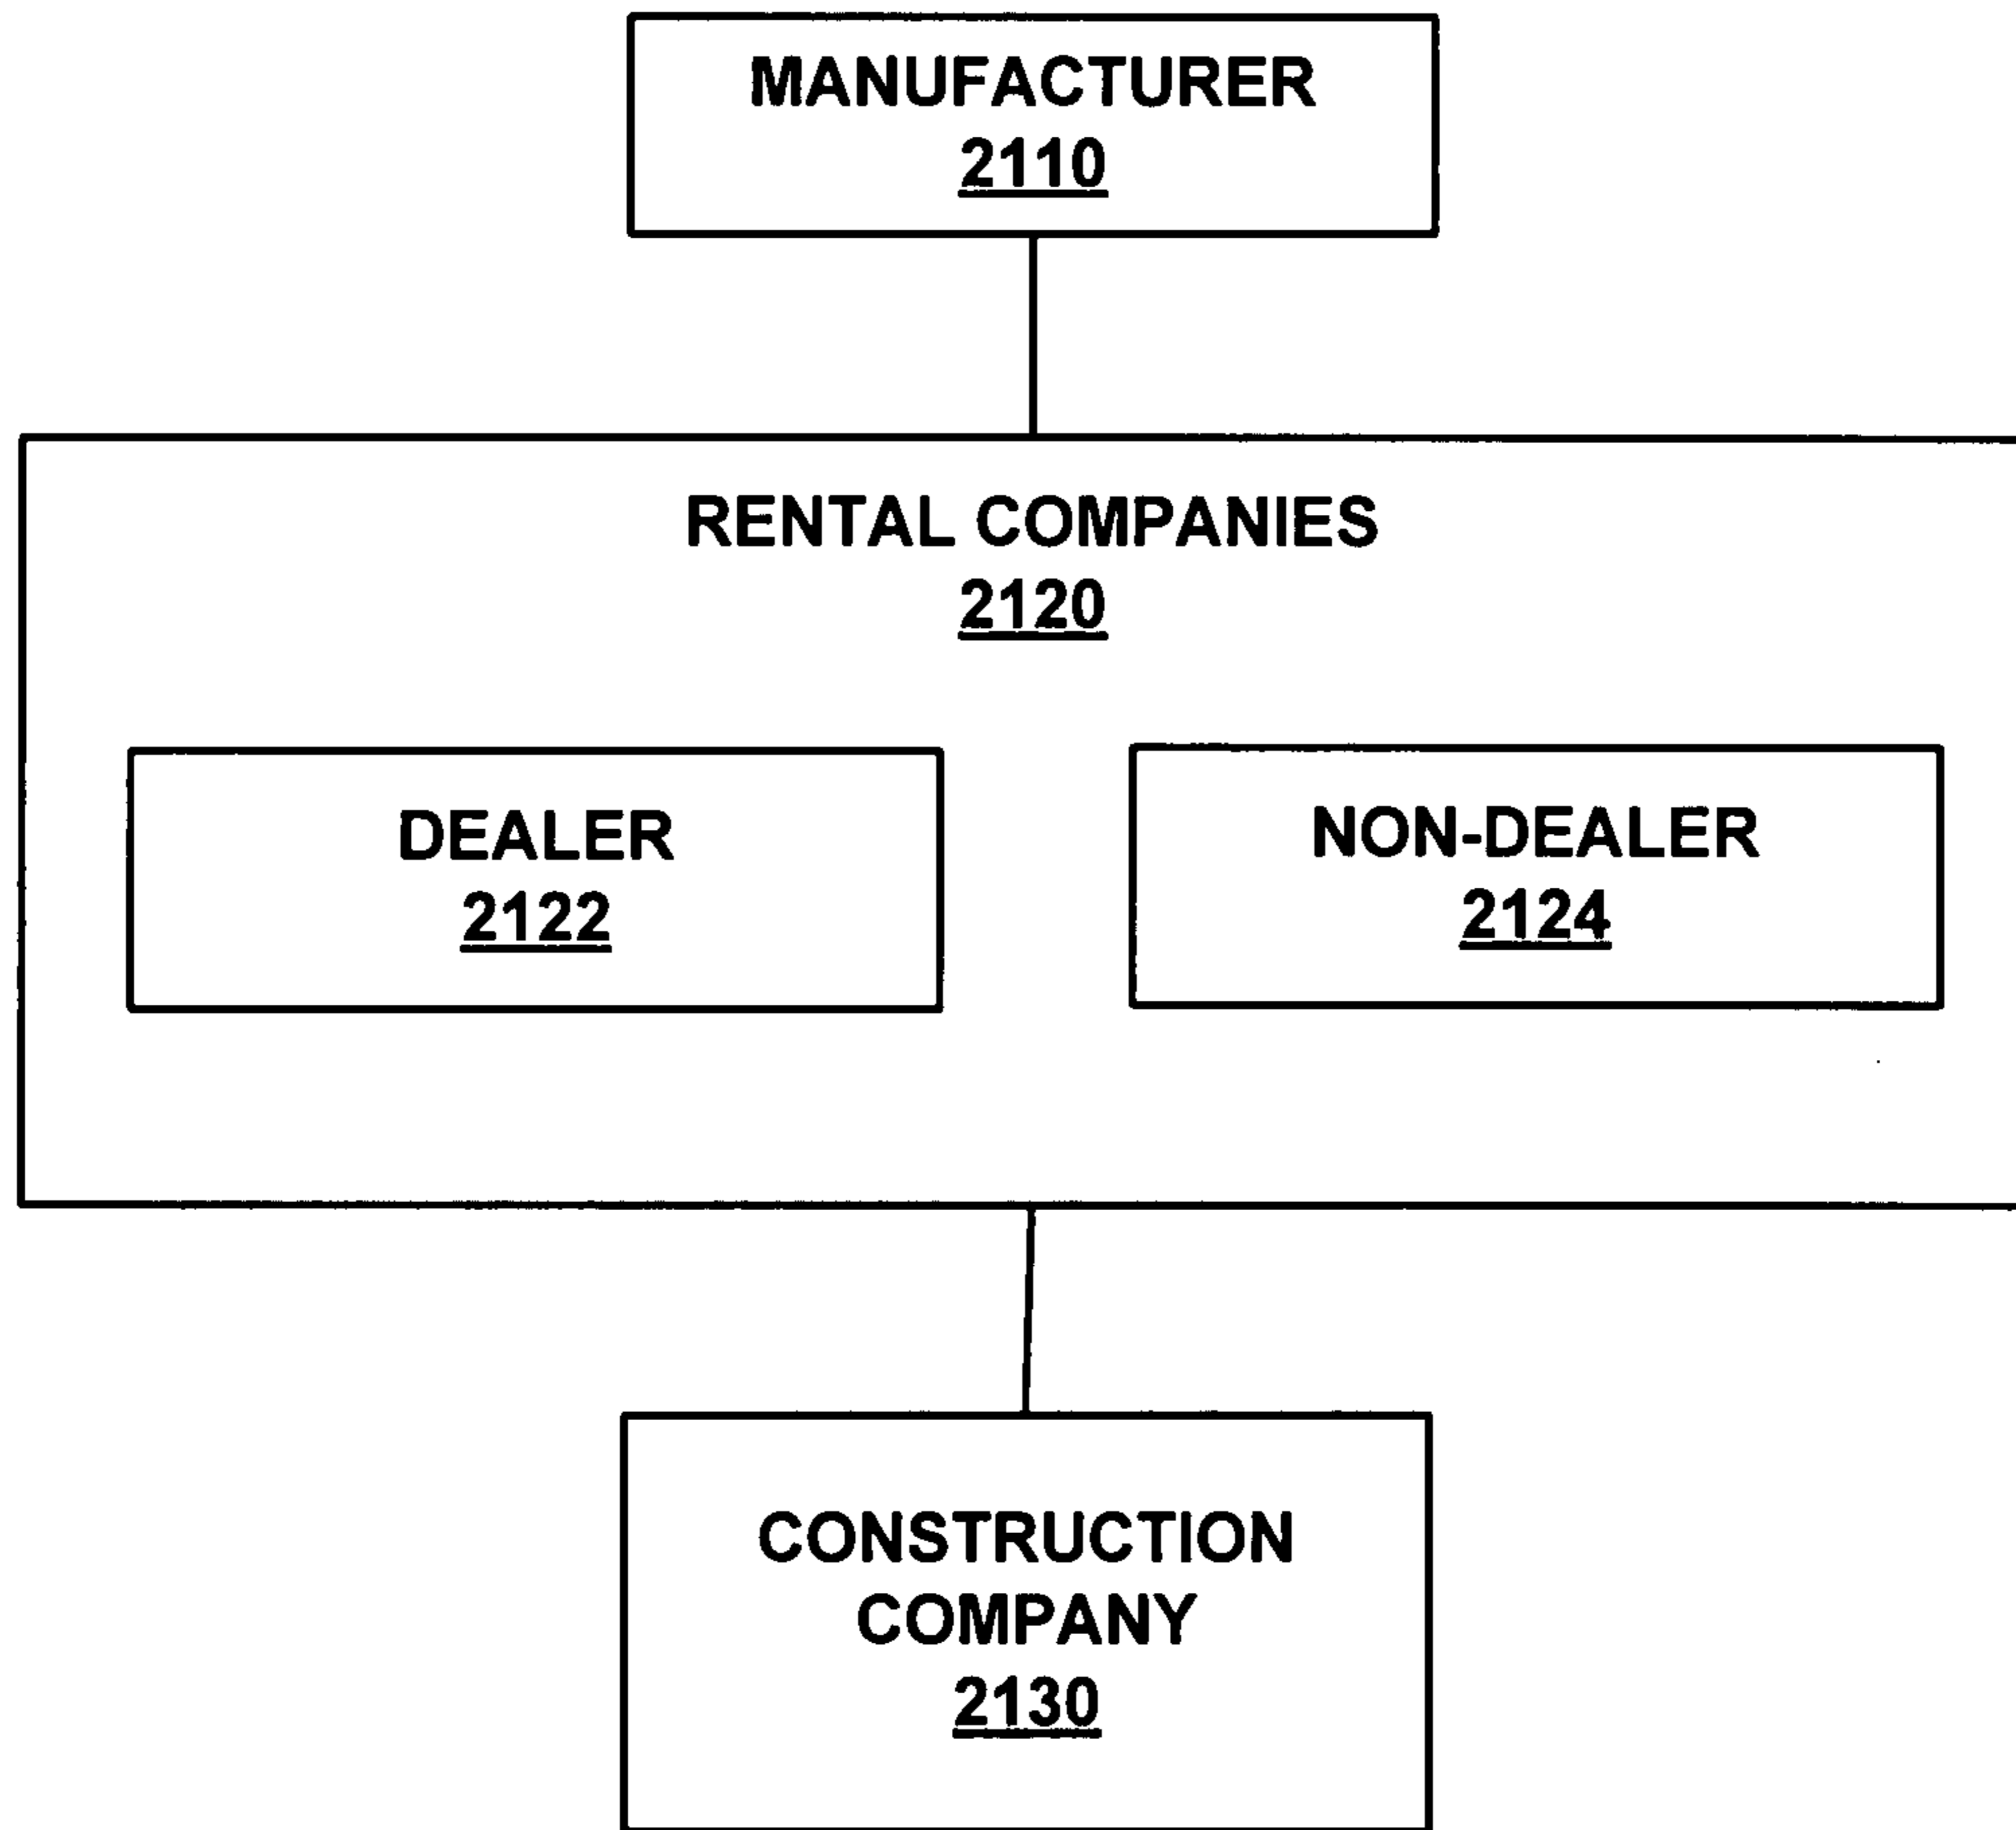 MANUFACTURER
2110
RENTAL COMPANIES
2120
DEALER
2122
NON-DEALER
2124
CONSTRUCTION
COMPANY
2130